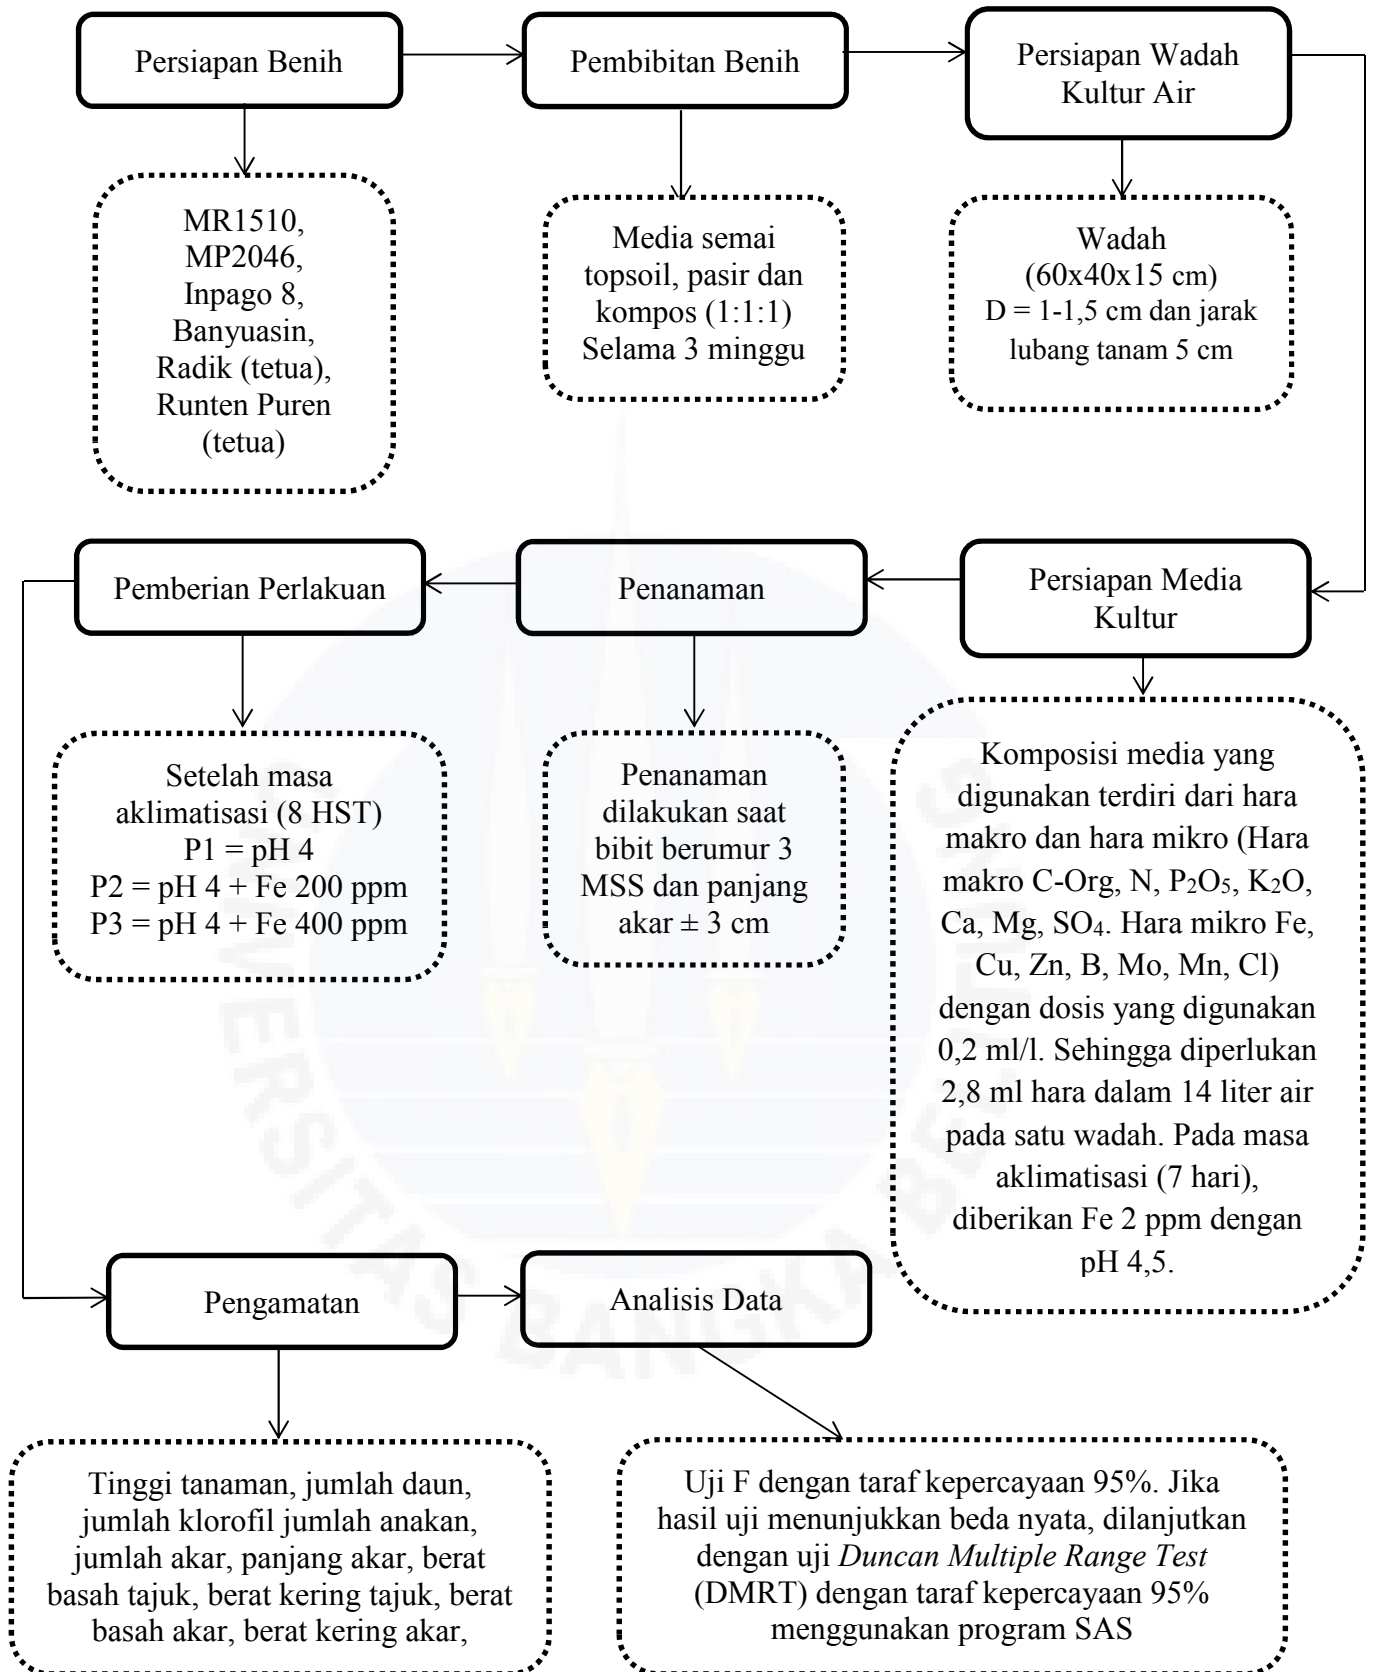 Persiapan Benih
Pembibitan Benih
Persiapan Wadah
Kultur Air
MR1510,
MP2046,
Inpago 8,
Banyuasin,
Radik (tetua),
Runten Puren
(tetua)
Media semai
topsoil, pasir dan
kompos (1:1:1)
Selama 3 minggu
Wadah
(60x40x15 cm)
D = 1-1,5 cm dan jarak
lubang tanam 5 cm
Pemberian Perlakuan
Penanaman
Persiapan Media
Kultur
Setelah masa
aklimatisasi (8 HST)
P1 = pH 4
P2 = pH 4 + Fe 200 ppm
P3 = pH 4 + Fe 400 ppm
Penanaman
dilakukan saat
bibit berumur 3
MSS dan panjang
akar ± 3 cm
Komposisi media yang
digunakan terdiri dari hara
makro dan hara mikro (Hara
makro C-Org, N, P₂O₅, K₂O,
Ca, Mg, SO₄. Hara mikro Fe,
Cu, Zn, B, Mo, Mn, Cl)
dengan dosis yang digunakan
0,2 ml/l. Sehingga diperlukan
2,8 ml hara dalam 14 liter air
pada satu wadah. Pada masa
aklimatisasi (7 hari),
diberikan Fe 2 ppm dengan
pH 4,5.
Pengamatan
Analisis Data
Tinggi tanaman, jumlah daun,
jumlah klorofil jumlah anakan,
jumlah akar, panjang akar, berat
basah tajuk, berat kering tajuk, berat
basah akar, berat kering akar,
Uji F dengan taraf kepercayaan 95%. Jika
hasil uji menunjukkan beda nyata, dilanjutkan
dengan uji Duncan Multiple Range Test
(DMRT) dengan taraf kepercayaan 95%
menggunakan program SAS
UNIVERSITAS BANGKA BELITUNG